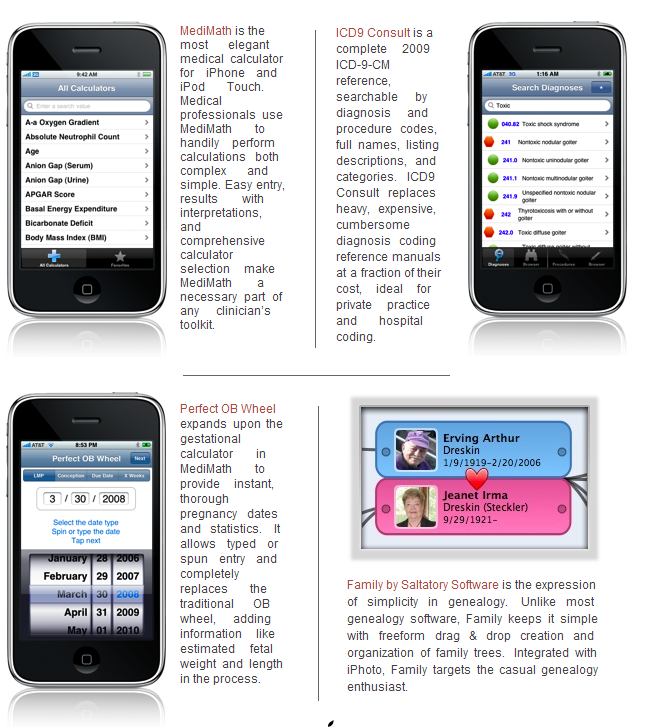 MediMath is the
most elegant
medical calculator
for iPhone and
iPod Touch.
Medical
professionals use
MediMath to
handily perform
calculations both
complex and
simple. Easy entry,
results with
interpretations,
and
comprehensive
calculator
selection make
MediMath a
necessary part of
any clinician's
toolkit.
AT&T 3G 9:42 AM
All Calculators
Enter a search value
A-a Oxygen Gradient
Absolute Neutrophil Count
Age
Anion Gap (Serum)
Anion Gap (Urine)
APGAR Score
Basal Energy Expenditure
Bicarbonate Deficit
Body Mass Index (BMI)
All Calculators Favorites
ICD9 Consult is a
complete 2009
ICD-9-CM
reference,
searchable by
diagnosis and
procedure codes,
full names, listing
descriptions, and
categories. ICD9
Consult replaces
heavy, expensive,
cumbersome
diagnosis coding
reference manuals
at a fraction of their
cost, ideal for
private practice
and hospital
coding.
AT&T 3G 1:16 AM
Search Diagnoses
Toxic
040.82 Toxic shock syndrome
241 Nontoxic nodular goiter
241.0 Nontoxic uninodular goiter
241.1 Nontoxic multinodular goiter
241.9 Unspecified nontoxic nodular
goiter
242 Thyrotoxicosis with or without
goiter
242.0 Toxic diffuse goiter
Toxic diffuse goiter without
Diagnoses Browser Procedures Browser
AT&T 8:53 PM
Perfect OB Wheel Next
LMP Conception Due Date X Weeks
3 / 30 / 2008
Select the date type
Spin or type the date
Tap next
January 28 2006
February 29 2007
March 30 2008
April 31 2009
May 01 2010
Perfect OB Wheel
expands upon the
gestational
calculator in
MediMath to
provide instant,
thorough
pregnancy dates
and statistics. It
allows typed or
spun entry and
completely
replaces the
traditional OB
wheel, adding
information like
estimated fetal
weight and length
in the process.
Erving Arthur
Dreskin
1/9/1919-2/20/2006
Jeanet Irma
Dreskin (Steckler)
9/29/1921-
Family by Saltatory Software is the expression
of simplicity in genealogy. Unlike most
genealogy software, Family keeps it simple
with freeform drag & drop creation and
organization of family trees. Integrated with
iPhoto, Family targets the casual genealogy
enthusiast.